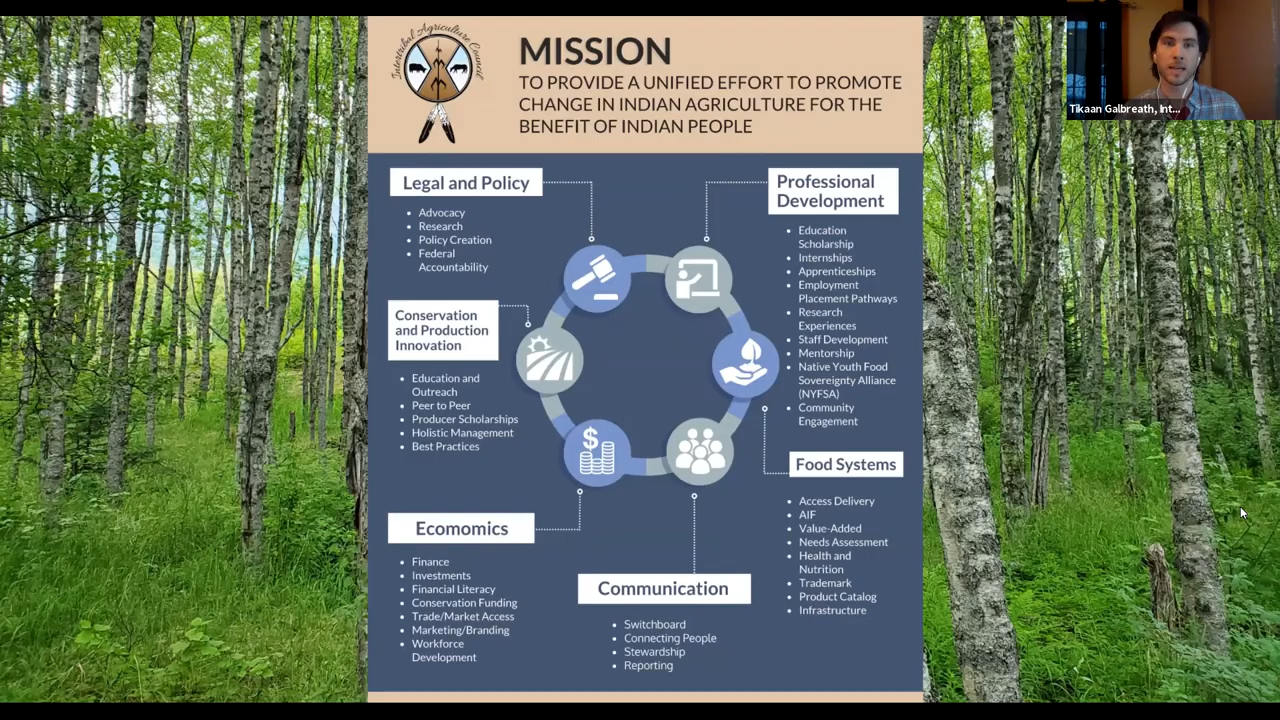 Intertribal Agriculture Council
MISSION
TO PROVIDE A UNIFIED EFFORT TO PROMOTE
CHANGE IN INDIAN AGRICULTURE FOR THE
BENEFIT OF INDIAN PEOPLE
Tikaan Galbreath, Int...
Legal and Policy
• Advocacy
• Research
• Policy Creation
• Federal
Accountability
Professional
Development
• Education
Scholarship
• Internships
• Apprenticeships
• Employment
Placement Pathways
• Research
Experiences
• Staff Development
• Mentorship
• Native Youth Food
Sovereignty Alliance
(NYFSA)
• Community
Engagement
Conservation
and Production
Innovation
• Education and
Outreach
• Peer to Peer
• Producer Scholarships
• Holistic Management
• Best Practices
$
Food Systems
• Access Delivery
• AIF
• Value-Added
• Needs Assessment
• Health and
Nutrition
• Trademark
• Product Catalog
• Infrastructure
Economics
• Finance
• Investments
• Financial Literacy
• Conservation Funding
• Trade/Market Access
• Marketing/Branding
• Workforce
Development
Communication
• Switchboard
• Connecting People
• Stewardship
• Reporting